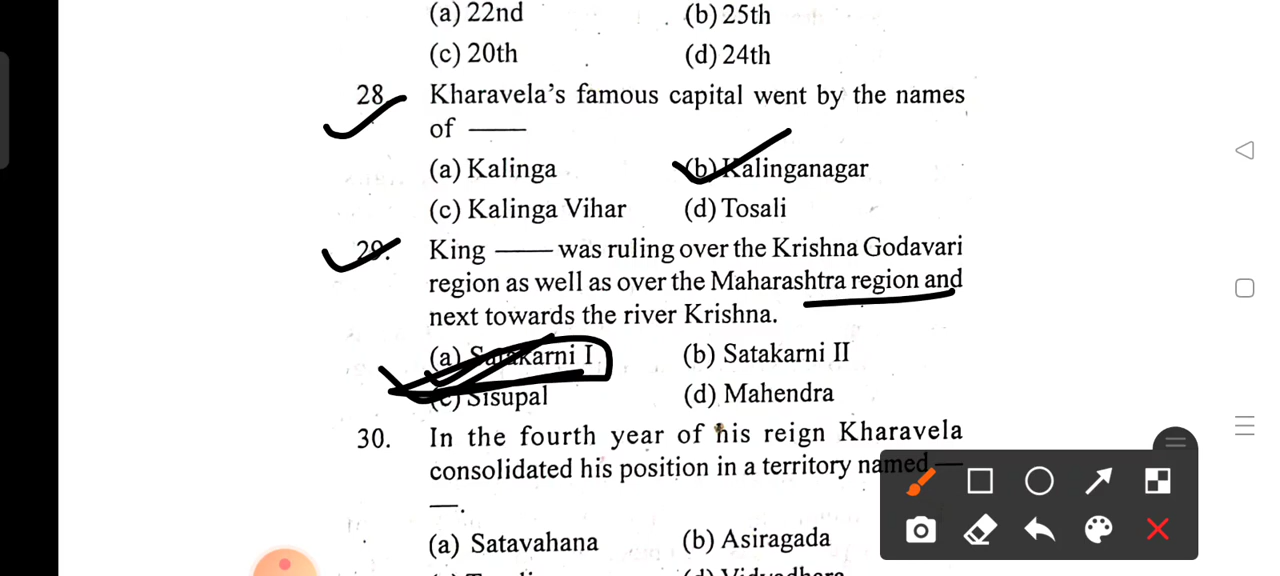 (a) 22nd (b) 25th
(c) 20th (d) 24th
28. Kharavela's famous capital went by the names
of ——
(a) Kalinga (b) Kalinganagar
(c) Kalinga Vihar (d) Tosali
29. King —— was ruling over the Krishna Godavari
region as well as over the Maharashtra region and
next towards the river Krishna.
(a) Satakarni I (b) Satakarni II
(c) Sisupal (d) Mahendra
30. In the fourth year of his reign Kharavela
consolidated his position in a territory named —
—.
(a) Satavahana (b) Asiragada